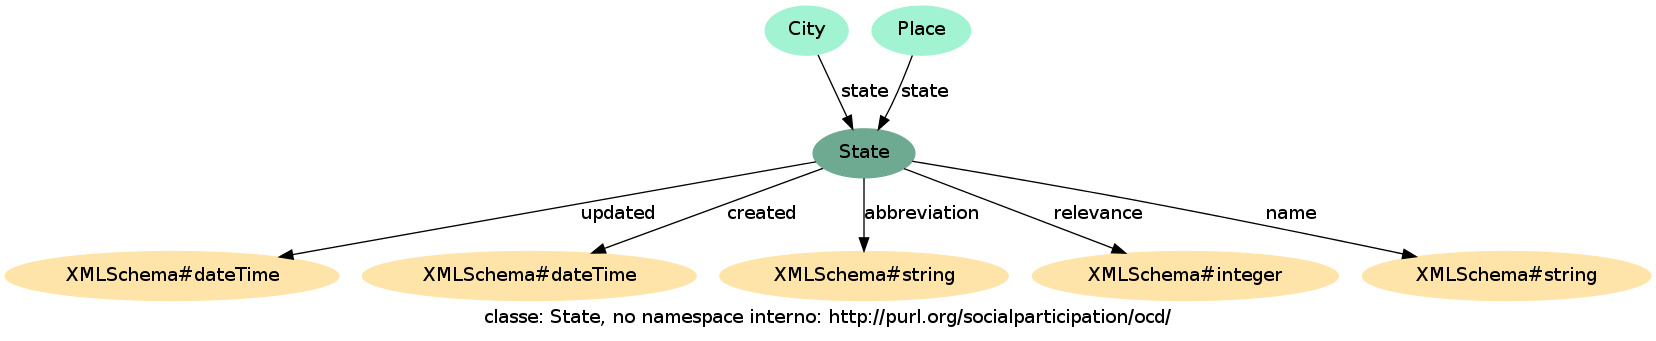 City Place
state state
State
updated created abbreviation relevance name
XMLSchema#dateTime XMLSchema#dateTime XMLSchema#string XMLSchema#integer XMLSchema#string
classe: State, no namespace interno: http://purl.org/socialparticipation/ocd/